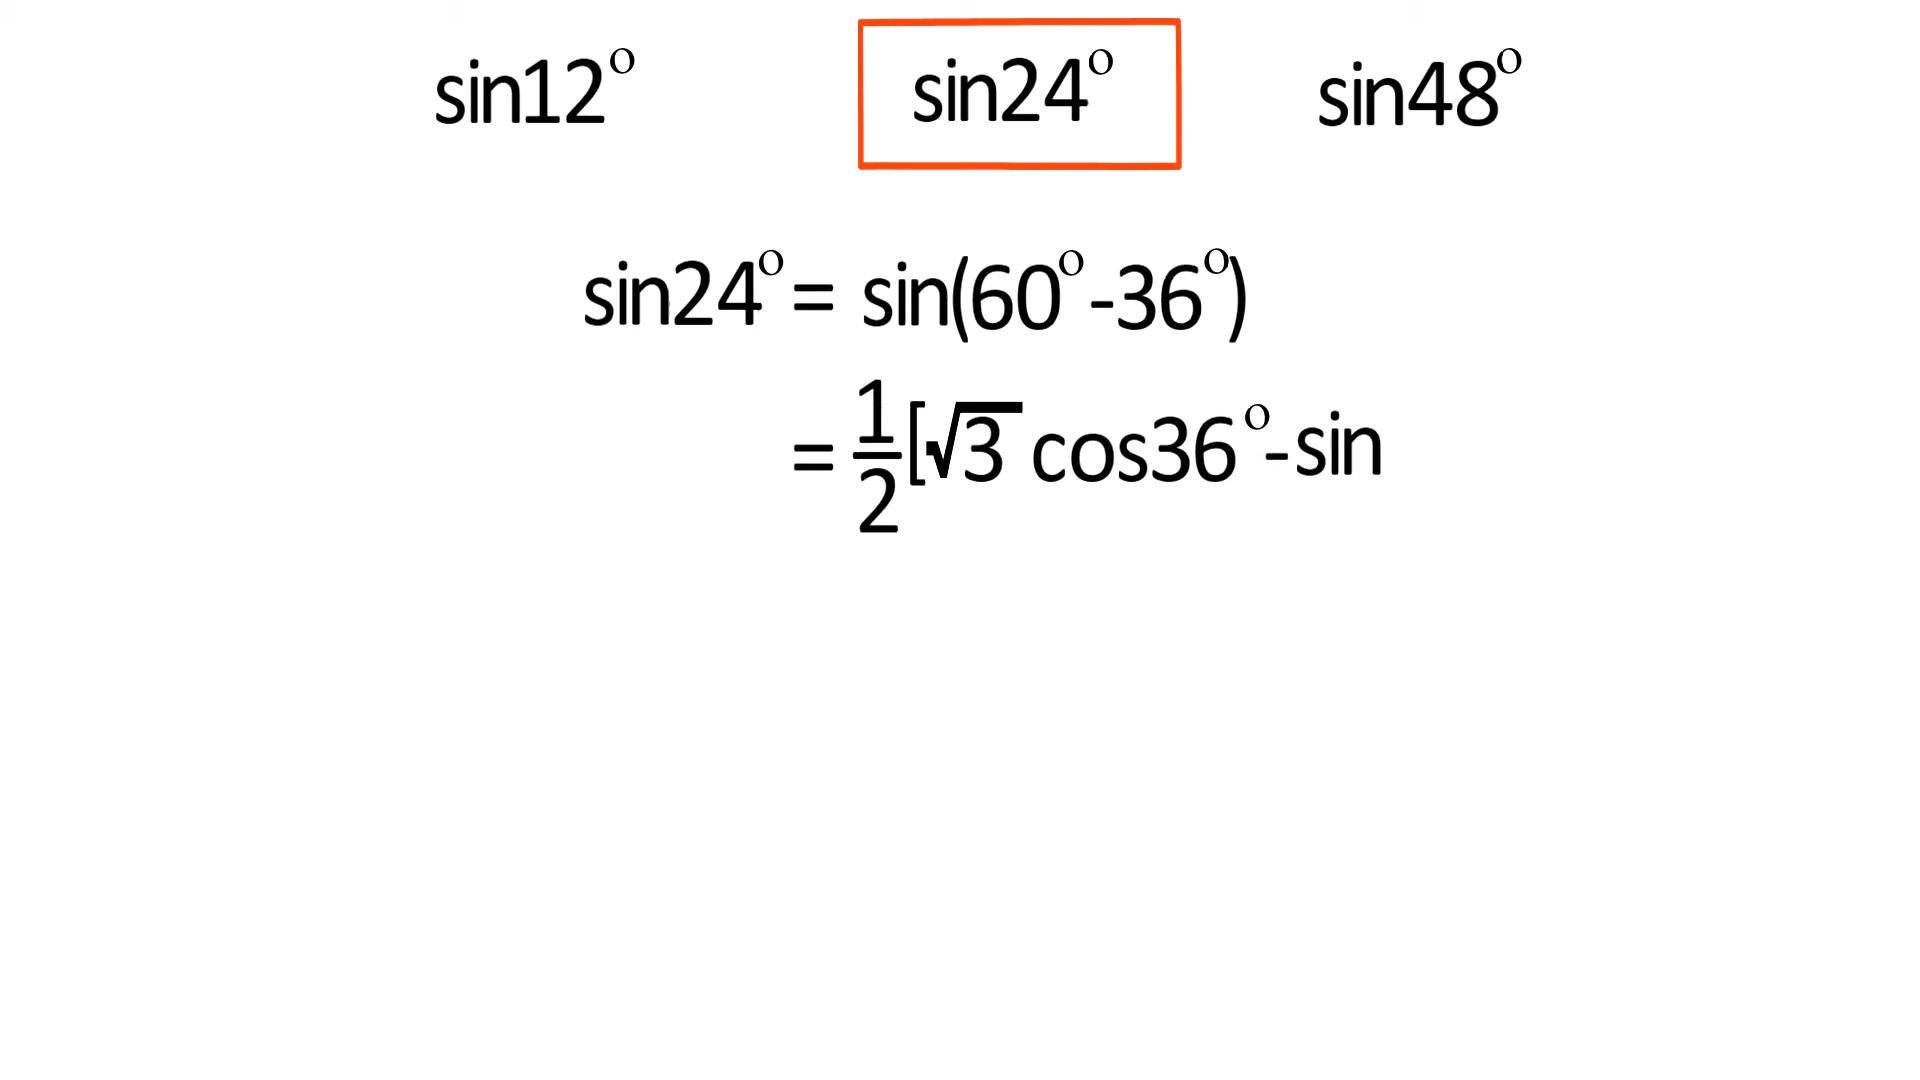 sin12° sin24° sin48°
sin24° = sin(60°-36°)
= 1/2 [√3 cos36° - sin